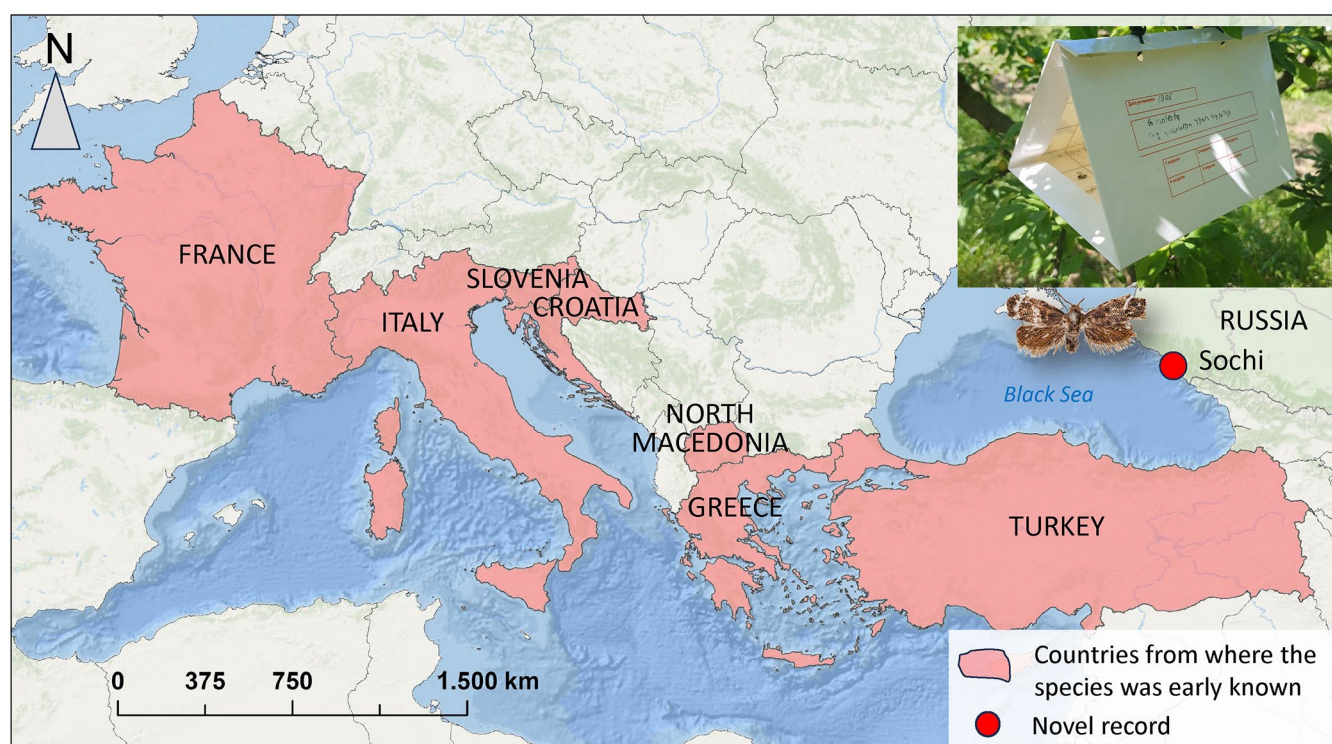 N
FRANCE
SLOVENIA
CROATIA
ITALY
RUSSIA
Sochi
Black Sea
NORTH
MACEDONIA
GREECE
TURKEY
0 375 750 1.500 km
Countries from where the
species was early known
Novel record